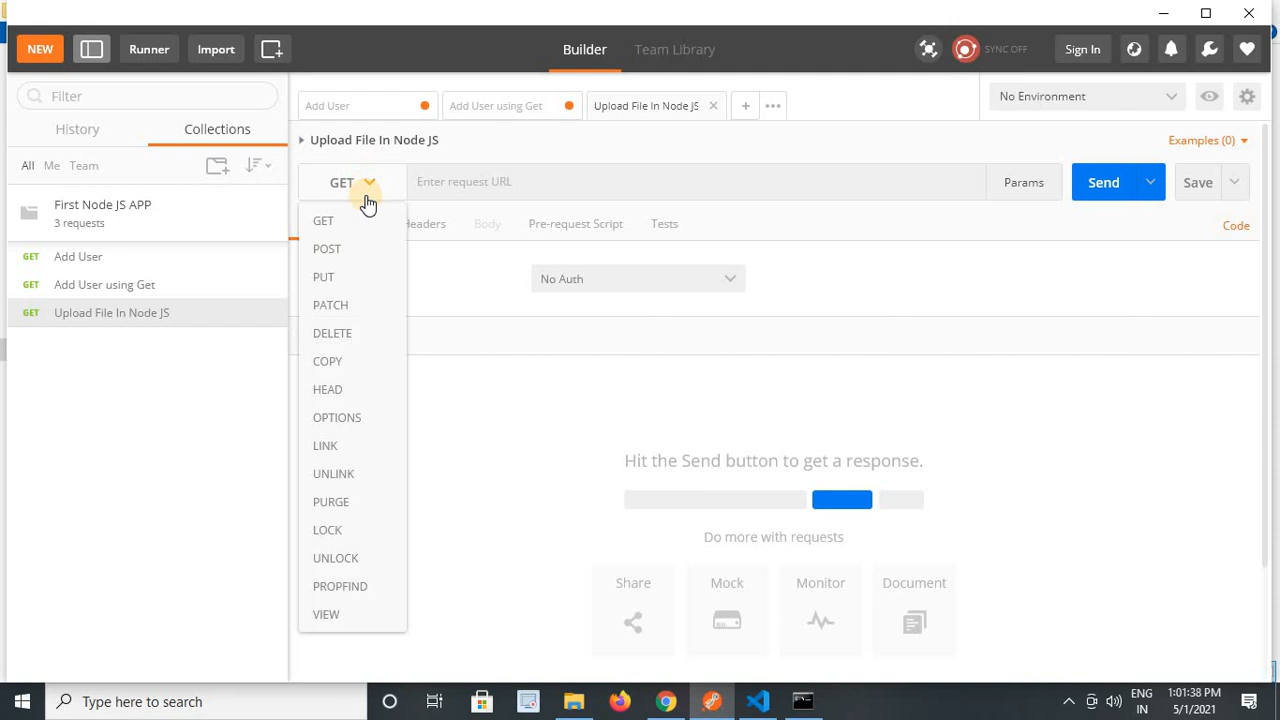 NEW
Runner
Import
Builder
Team Library
SYNC OFF
Sign In
Filter
History
Collections
All Me Team
First Node JS APP
3 requests
GET Add User
GET Add User using Get
GET Upload File In Node JS
Add User
Add User using Get
Upload File In Node JS
No Environment
Upload File In Node JS
Examples (0)
GET
Enter request URL
Params
Send
Save
Headers
Body
Pre-request Script
Tests
Code
No Auth
GET
POST
PUT
PATCH
DELETE
COPY
HEAD
OPTIONS
LINK
UNLINK
PURGE
LOCK
UNLOCK
PROPFIND
VIEW
Hit the Send button to get a response.
Do more with requests
Share
Mock
Monitor
Document
Type here to search
ENG
IN
1:01:38 PM
5/1/2021